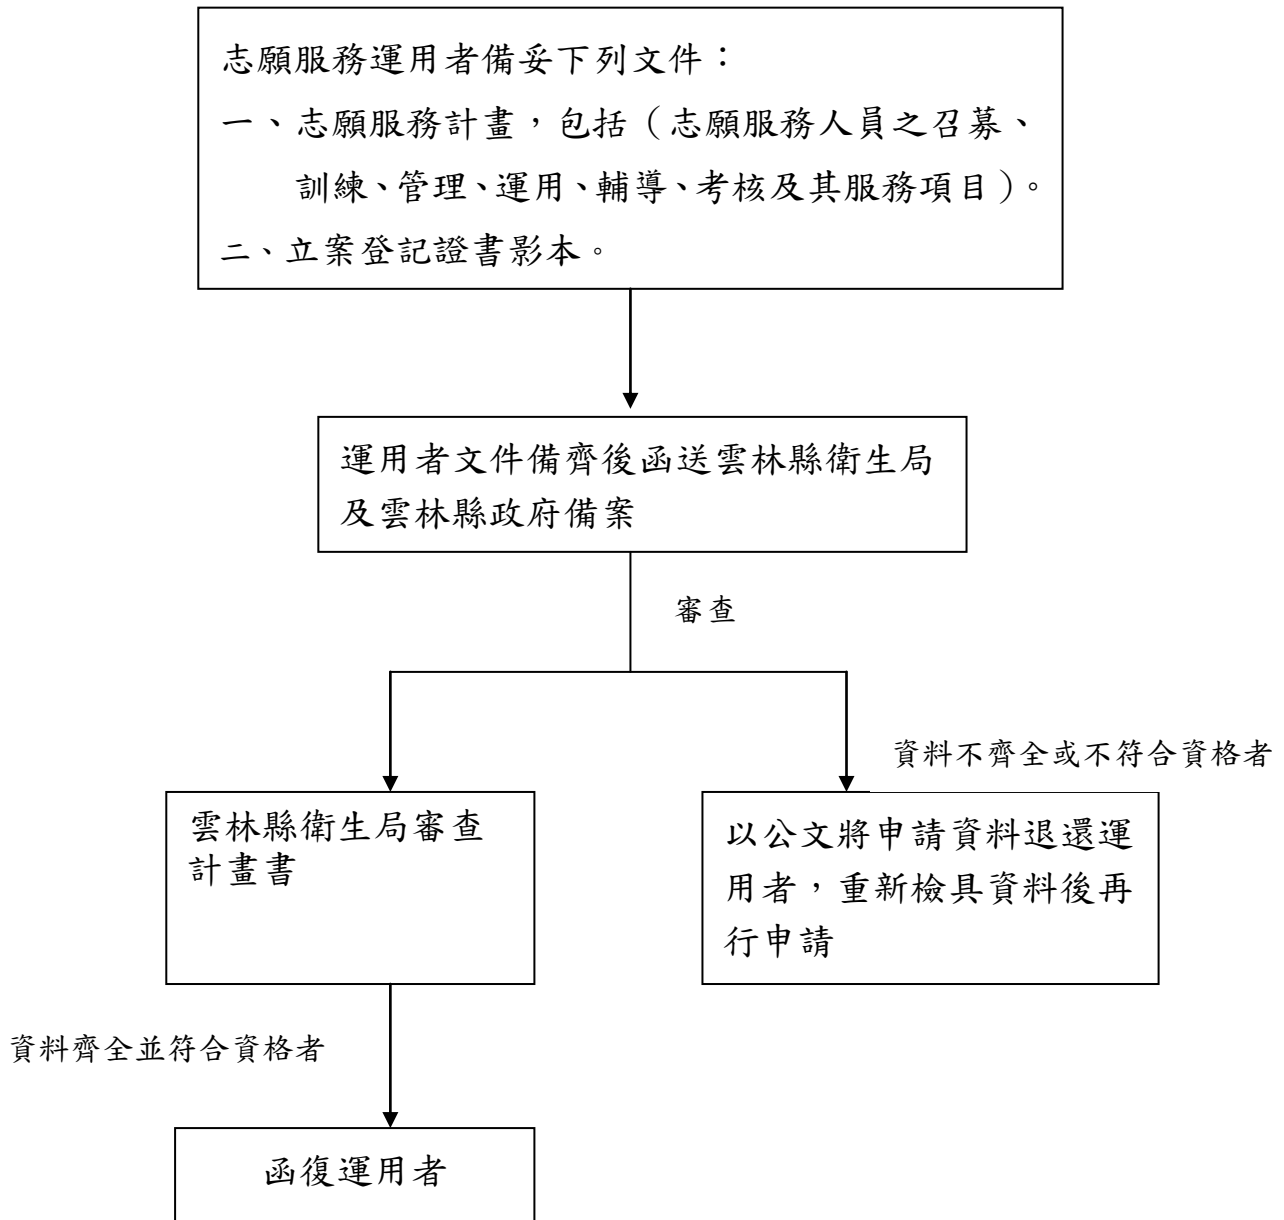 志願服務運用者備妥下列文件：
一、志願服務計畫，包括（志願服務人員之召募、
訓練、管理、運用、輔導、考核及其服務項目）。
二、立案登記證書影本。
運用者文件備齊後函送雲林縣衛生局
及雲林縣政府備案
審查
資料不齊全或不符合資格者
雲林縣衛生局審查
計畫書
以公文將申請資料退還運
用者，重新檢具資料後再
行申請
資料齊全並符合資格者
函復運用者